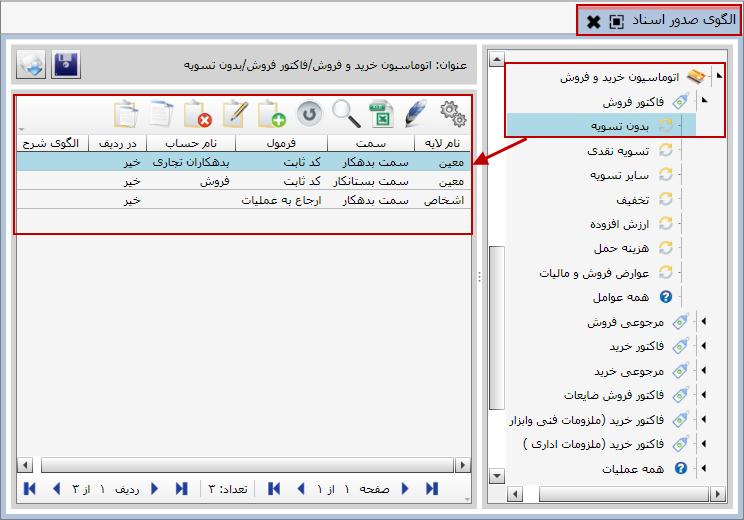 الگوی صدور اسناد
اتوماسیون خرید و فروش
فاکتور فروش
بدون تسویه
تسویه نقدی
سایر تسویه
تخفیف
ارزش افزوده
هزینه حمل
عوارض فروش و مالیات
همه عوامل
مرجوعی فروش
فاکتور خرید
مرجوعی خرید
فاکتور فروش ضایعات
فاکتور خرید (ملزومات فنی وابزار
فاکتور خرید (ملزومات اداری )
همه عملیات
عنوان: اتوماسیون خرید و فروش/فاکتور فروش/بدون تسویه
نام لایه سمت فرمول نام حساب در ردیف الگوی شرح
معین سمت بدهکار کد ثابت بدهکاران تجاری خیر
معین سمت بستانکار کد ثابت فروش خیر
اشخاص سمت بدهکار ارجاع به عملیات خیر
صفحه ۱ از ۱ تعداد: ۳ ردیف ۱ از ۳